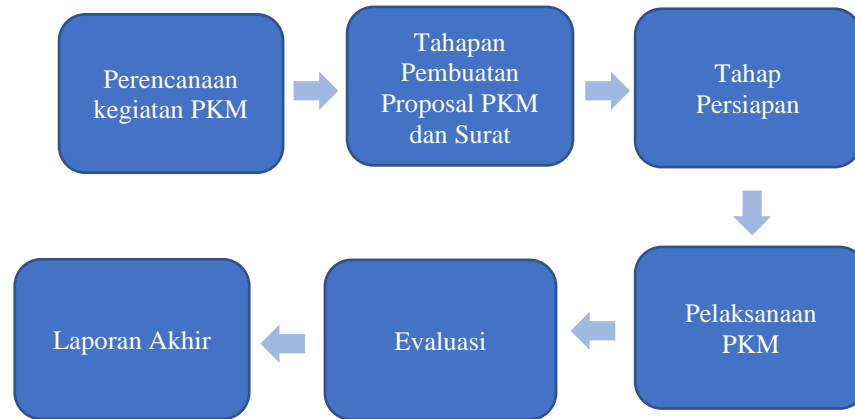 Perencanaan
kegiatan PKM
Tahapan
Pembuatan
Proposal PKM
dan Surat
Tahap
Persiapan
Pelaksanaan
PKM
Evaluasi
Laporan Akhir